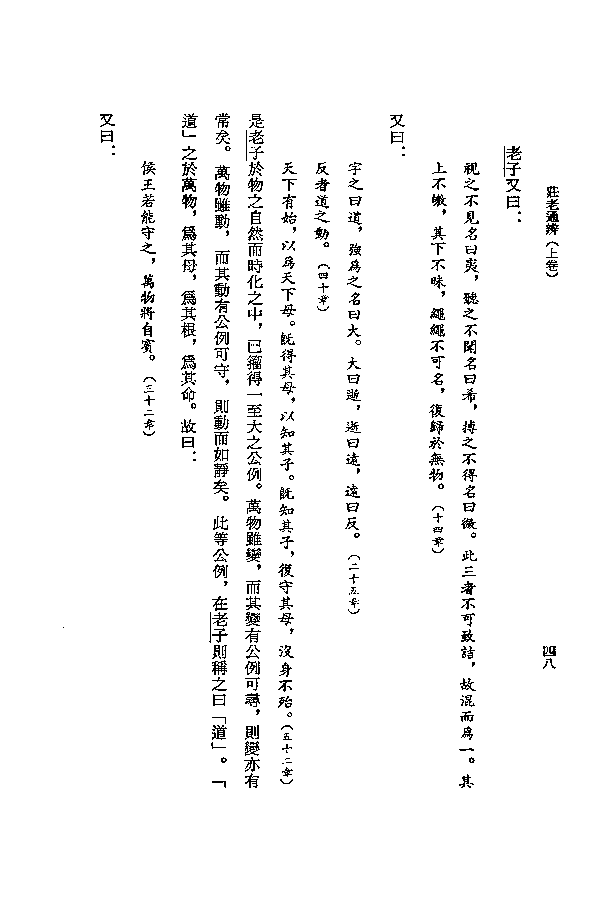 莊老通辨（上卷）
四八
老子又曰：
視之不見名曰夷，聽之不聞名曰希，搏之不得名曰微。此三者不可致詰，故混而爲一。其
上不皦，其下不昧，繩繩不可名，復歸於無物。（十四章）
又曰：
字之曰道，強爲之名曰大。大曰逝，逝曰遠，遠曰反。（二十五章）
反者道之動。（四十章）
天下有始，以爲天下母。旣得其母，以知其子。旣知其子，復守其母，沒身不殆。（五十二章）
是老子於物之自然而時化之中，已籀得一至大之公例。萬物雖變，而其變有公例可尋，則變亦有
常矣。萬物雖動，而其動有公例可守，則動而如靜矣。此等公例，在老子則稱之曰「道」。「
道」之於萬物，爲其母，爲其根，爲其命。故曰：
侯王若能守之，萬物將自賓。（三十二章）
又曰：